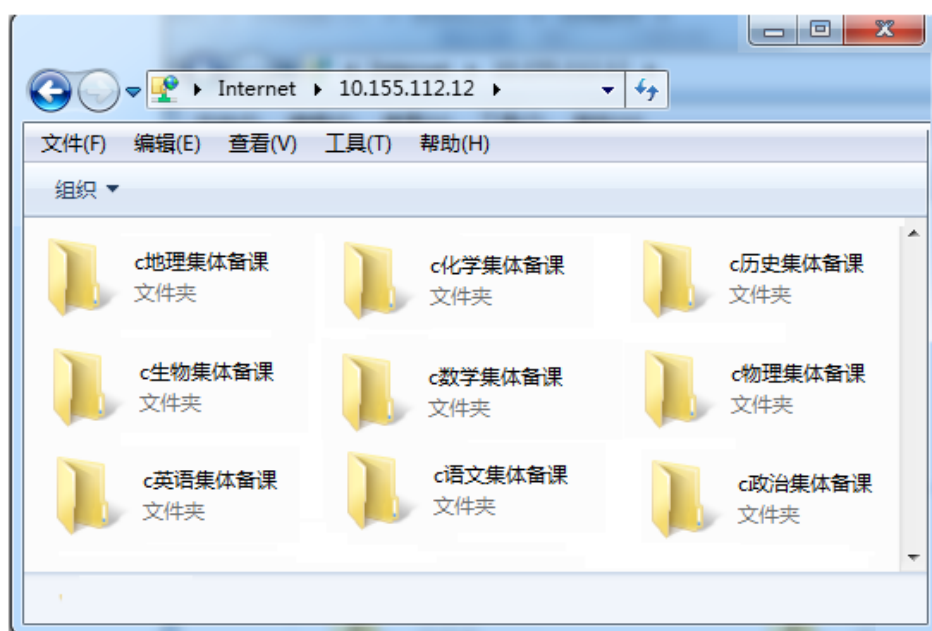 Internet 10.155.112.12
文件(F) 编辑(E) 查看(V) 工具(T) 帮助(H)
组织
c地理集体备课
文件夹
c化学集体备课
文件夹
c历史集体备课
文件夹
c生物集体备课
文件夹
c数学集体备课
文件夹
c物理集体备课
文件夹
c英语集体备课
文件夹
c语文集体备课
文件夹
c政治集体备课
文件夹